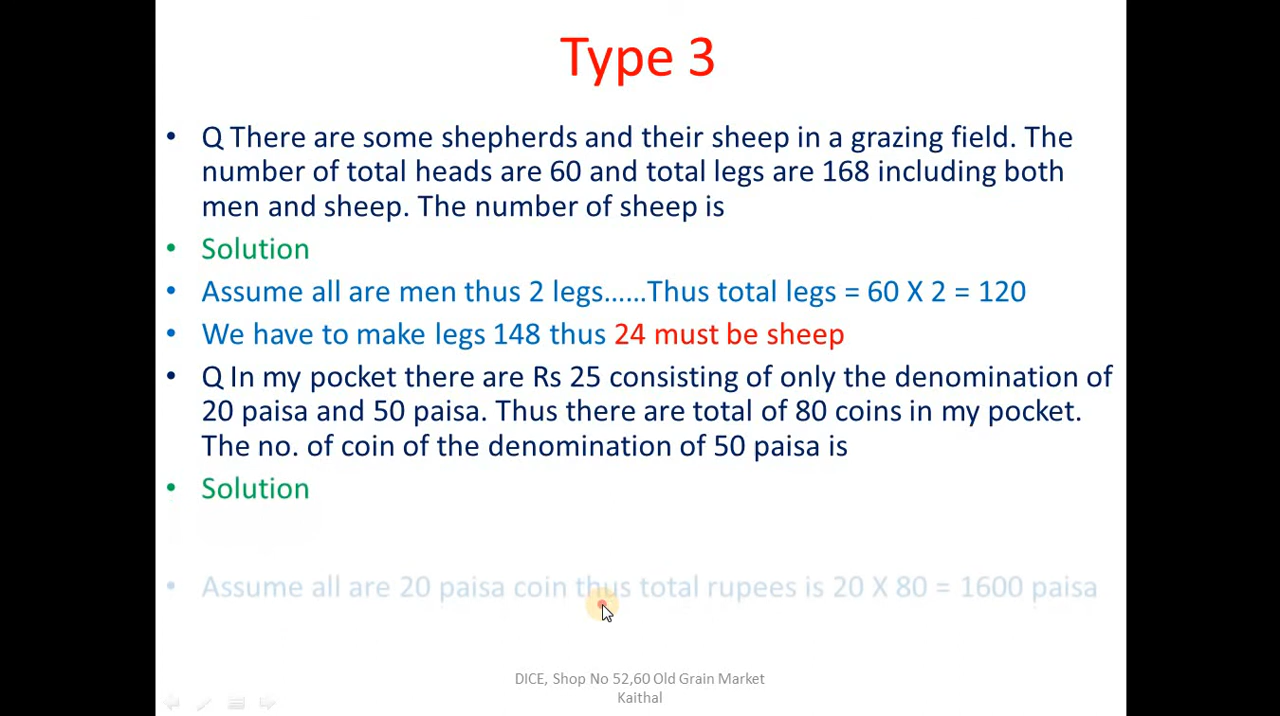 Type 3
• Q There are some shepherds and their sheep in a grazing field. The
number of total heads are 60 and total legs are 168 including both
men and sheep. The number of sheep is
• Solution
• Assume all are men thus 2 legs......Thus total legs = 60 X 2 = 120
• We have to make legs 148 thus 24 must be sheep
• Q In my pocket there are Rs 25 consisting of only the denomination of
20 paisa and 50 paisa. Thus there are total of 80 coins in my pocket.
The no. of coin of the denomination of 50 paisa is
• Solution
• Assume all are 20 paisa coin thus total rupees is 20 X 80 = 1600 paisa
DICE, Shop No 52,60 Old Grain Market
Kaithal